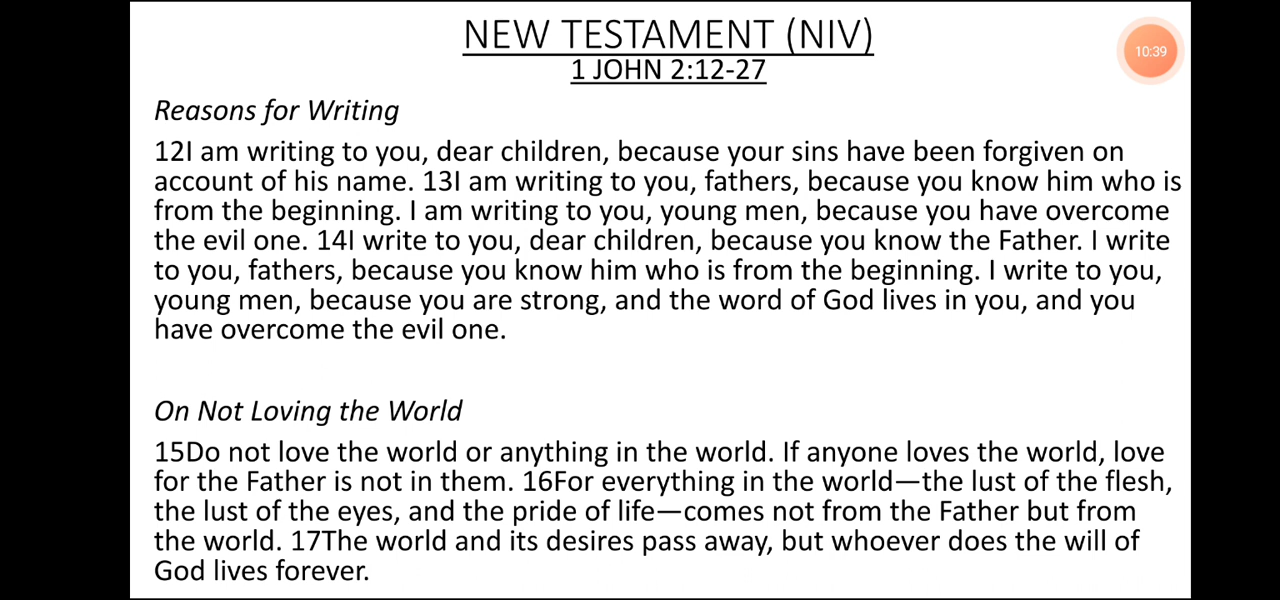 NEW TESTAMENT (NIV)
10:39
1 JOHN 2:12-27
Reasons for Writing
12I am writing to you, dear children, because your sins have been forgiven on
account of his name. 13I am writing to you, fathers, because you know him who is
from the beginning. I am writing to you, young men, because you have overcome
the evil one. 14I write to you, dear children, because you know the Father. I write
to you, fathers, because you know him who is from the beginning. I write to you,
young men, because you are strong, and the word of God lives in you, and you
have overcome the evil one.
On Not Loving the World
15Do not love the world or anything in the world. If anyone loves the world, love
for the Father is not in them. 16For everything in the world—the lust of the flesh,
the lust of the eyes, and the pride of life—comes not from the Father but from
the world. 17The world and its desires pass away, but whoever does the will of
God lives forever.